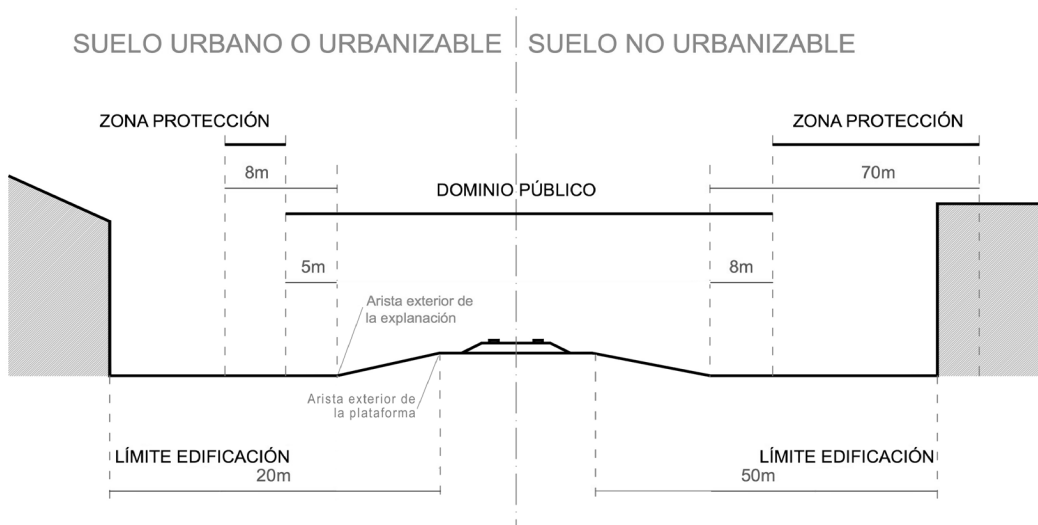 SUELO URBANO O URBANIZABLE
SUELO NO URBANIZABLE
ZONA PROTECCIÓN
ZONA PROTECCIÓN
8m
70m
DOMINIO PÚBLICO
5m
8m
Arista exterior de
la explanación
Arista exterior de
la plataforma
LÍMITE EDIFICACIÓN
20m
LÍMITE EDIFICACIÓN
50m